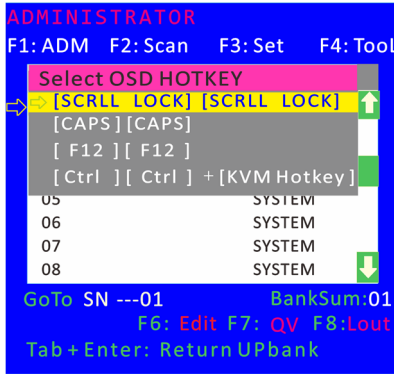 ADMINISTRATOR
F1: ADM F2: Scan F3: Set F4: Tool
Select OSD HOTKEY
[SCRLL LOCK] [SCRLL LOCK]
[CAPS][CAPS]
[ F12 ][ F12 ]
[Ctrl ][ Ctrl ] +[KVM Hotkey]
05 SYSTEM
06 SYSTEM
07 SYSTEM
08 SYSTEM
GoTo SN ---01 BankSum:01
F6: Edit F7: QV F8:Lout
Tab+Enter: Return UPbank